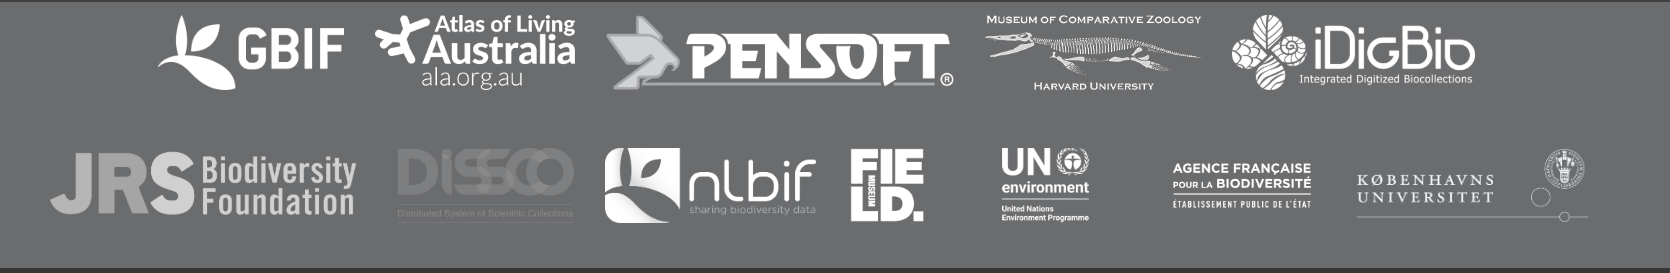 GBIF
Atlas of Living
Australia
ala.org.au
PENSOFT®
MUSEUM OF COMPARATIVE ZOOLOGY
HARVARD UNIVERSITY
iDigBio
Integrated Digitized Biocollections
JRS Biodiversity
Foundation
DiSSCo
Distributed System of Scientific Collections
nlbif
sharing biodiversity data
FIE
LD.
MUSEUM
UN
environment
United Nations
Environment Programme
AGENCE FRANÇAISE
POUR LA BIODIVERSITÉ
ÉTABLISSEMENT PUBLIC DE L'ÉTAT
KØBENHAVNS
UNIVERSITET